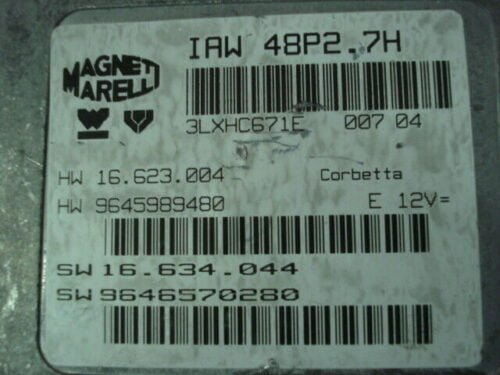 IAW 48P2.7H
MAGNETI
MARELLI
3LXHC671E 007 04
HW 16.623.004 Corbetta
HW 9645989480 E 12V=
SW 16.634.044
SW 9646570280